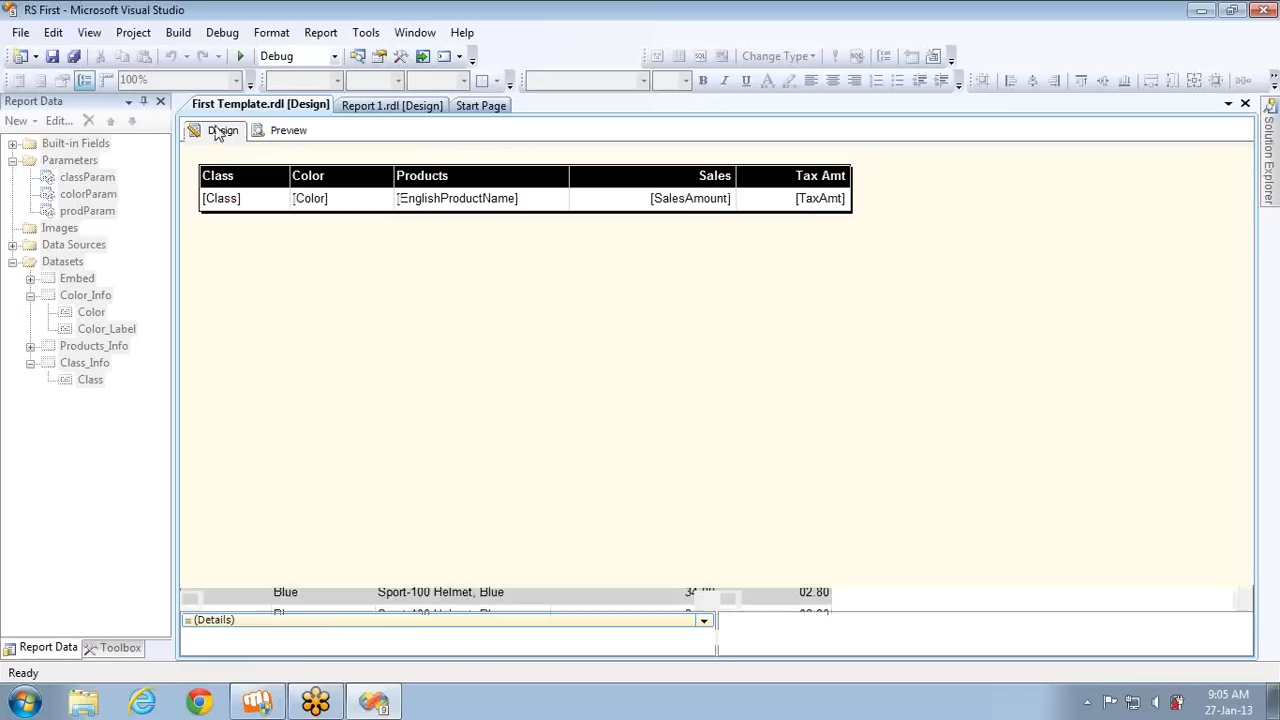 RS First - Microsoft Visual Studio
File Edit View Project Build Debug Format Report Tools Window Help
Debug
Change Type
100%
B I U A
Report Data
First Template.rdl [Design] Report 1.rdl [Design] Start Page
New Edit...
Design Preview
Built-in Fields
Parameters
classParam
colorParam
prodParam
Images
Data Sources
Datasets
Embed
Color_Info
Color
Color_Label
Products_Info
Class_Info
Class
Class Color Products Sales Tax Amt
[Class] [Color] [EnglishProductName] [SalesAmount] [TaxAmt]
Blue Sport-100 Helmet, Blue 02.80
(Details)
Solution Explorer
Report Data Toolbox
Ready
9:05 AM
27-Jan-13